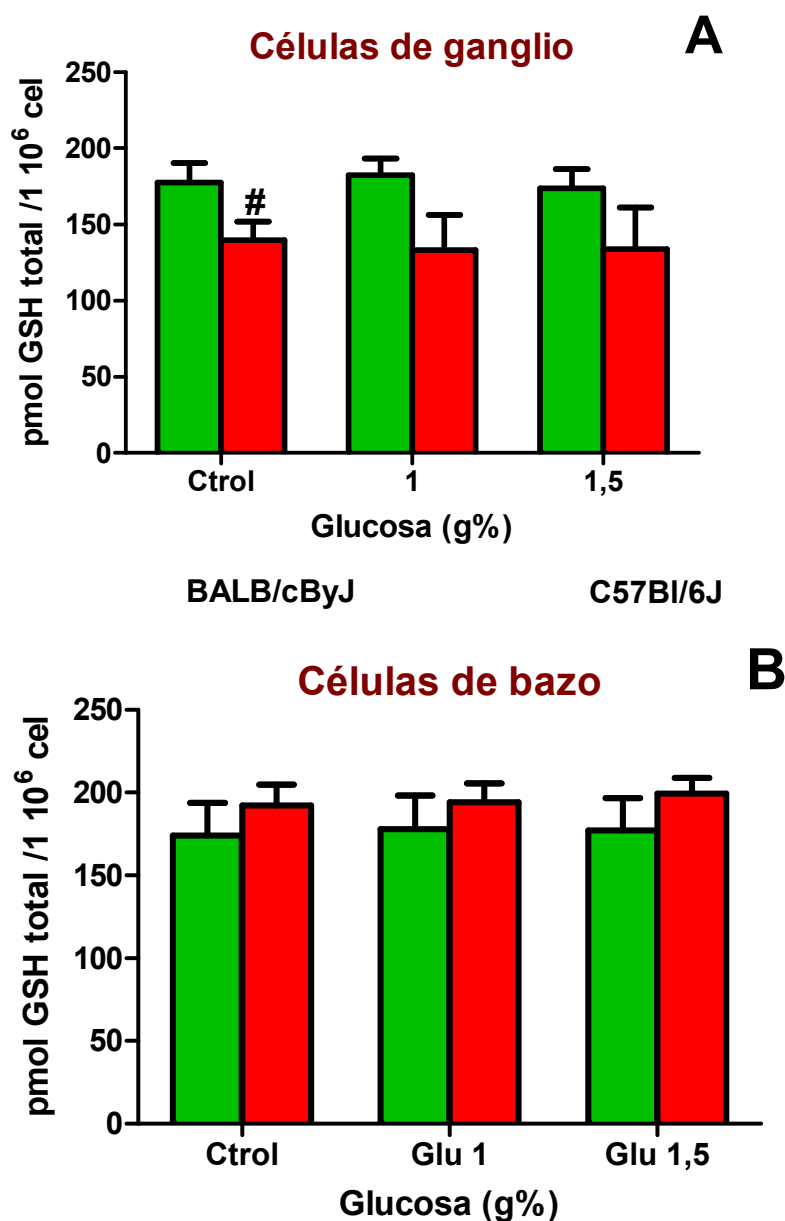 Células de ganglio
A
pmol GSH total /1 10⁶ cel
250
200
150
100
50
0
#
Ctrol 1 1,5
Glucosa (g%)
BALB/cByJ C57Bl/6J
Células de bazo
B
pmol GSH total /1 10⁶ cel
250
200
150
100
50
0
Ctrol Glu 1 Glu 1,5
Glucosa (g%)